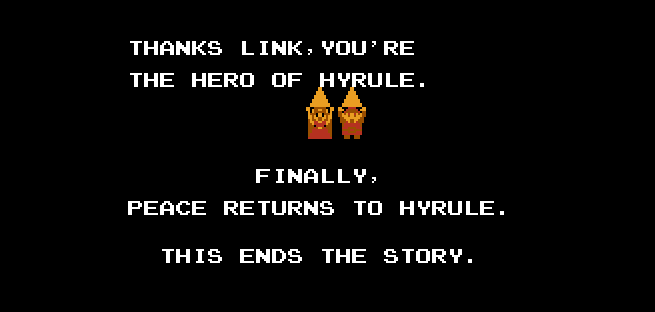 THANKS LINK,YOU'RE
THE HERO OF HYRULE.
FINALLY,
PEACE RETURNS TO HYRULE.
THIS ENDS THE STORY.